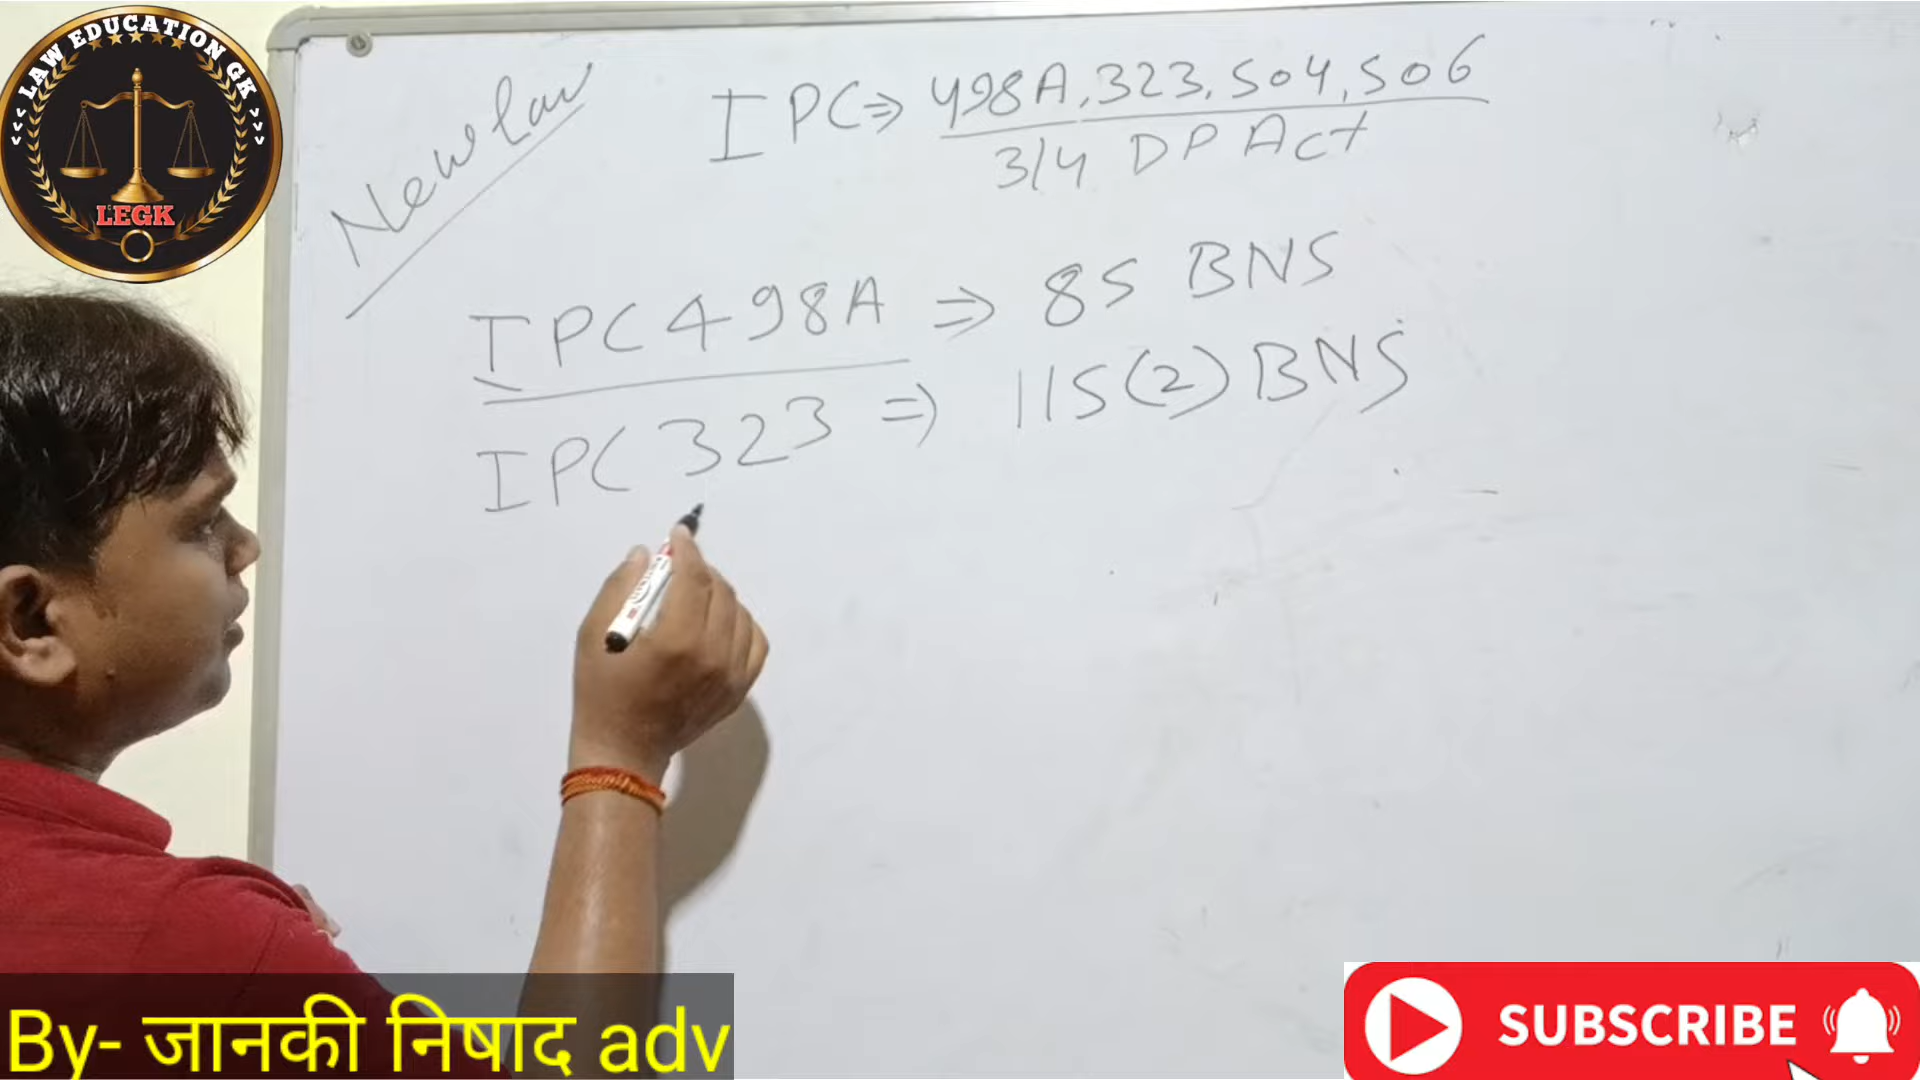 LAW EDUCATION GK
LEGK
New law
IPC ⇒ 498A, 323, 504, 506
3/4 DP Act
IPC 498A ⇒ 85 BNS
IPC 323 ⇒ 115(2) BNS
By- जानकी निषाद adv
SUBSCRIBE